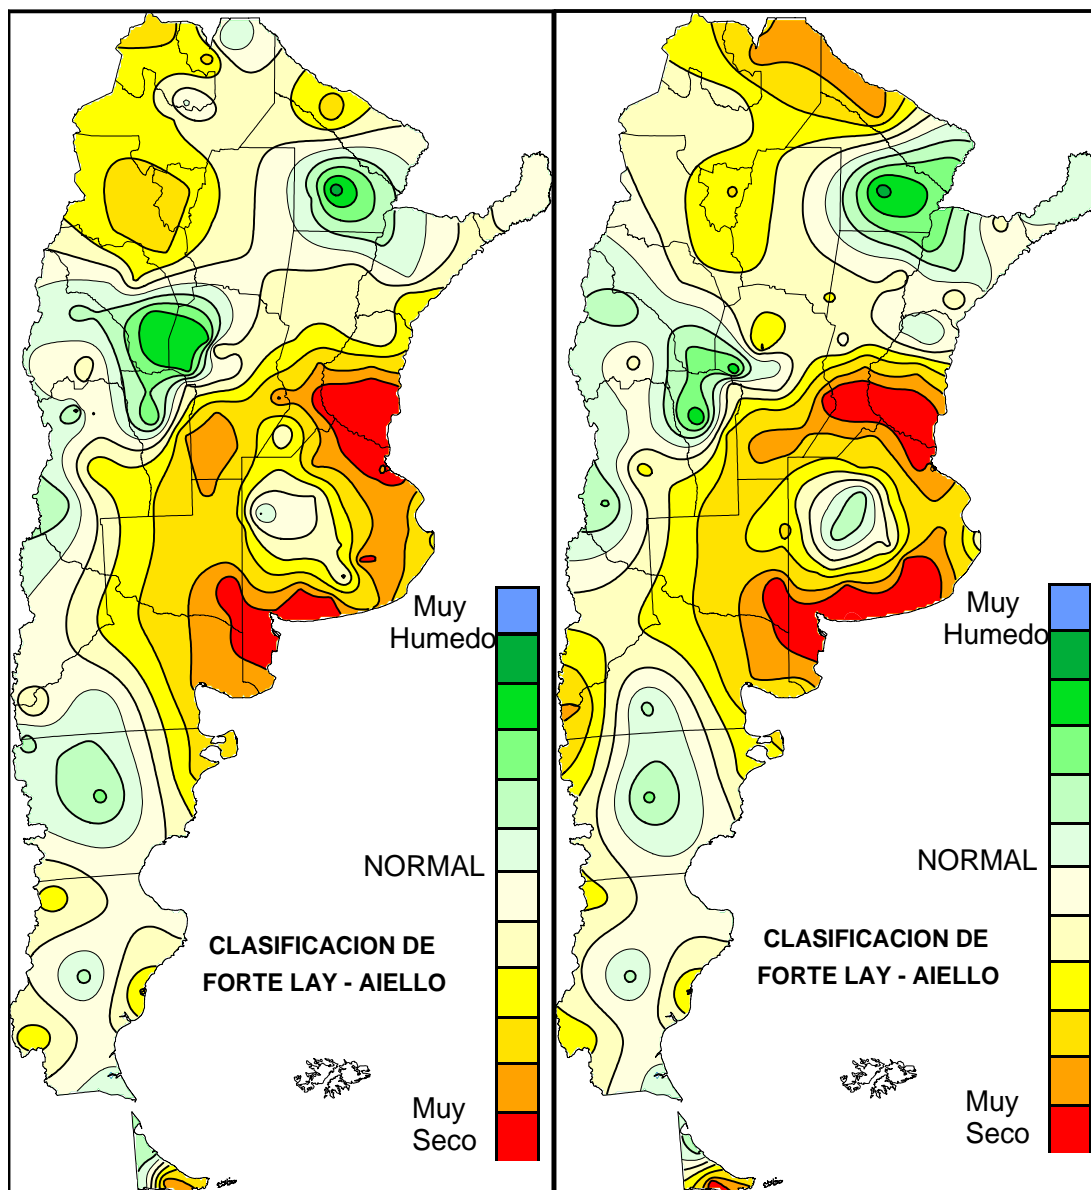 Muy
Humedo
NORMAL
CLASIFICACION DE
FORTE LAY - AIELLO
Muy
Seco
Muy
Humedo
NORMAL
CLASIFICACION DE
FORTE LAY - AIELLO
Muy
Seco